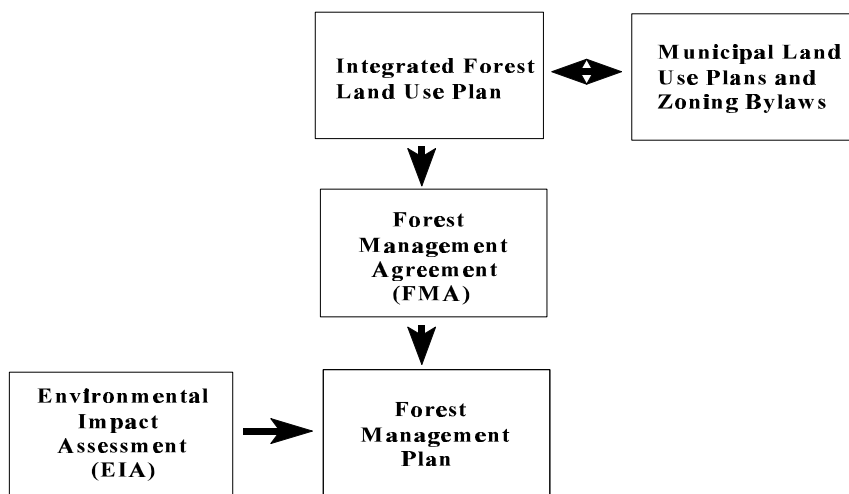 Integrated Forest
Land Use Plan
Municipal Land
Use Plans and
Zoning Bylaws
Forest
Management
Agreement
(FMA)
Environmental
Impact
Assessment
(EIA)
Forest
Management
Plan